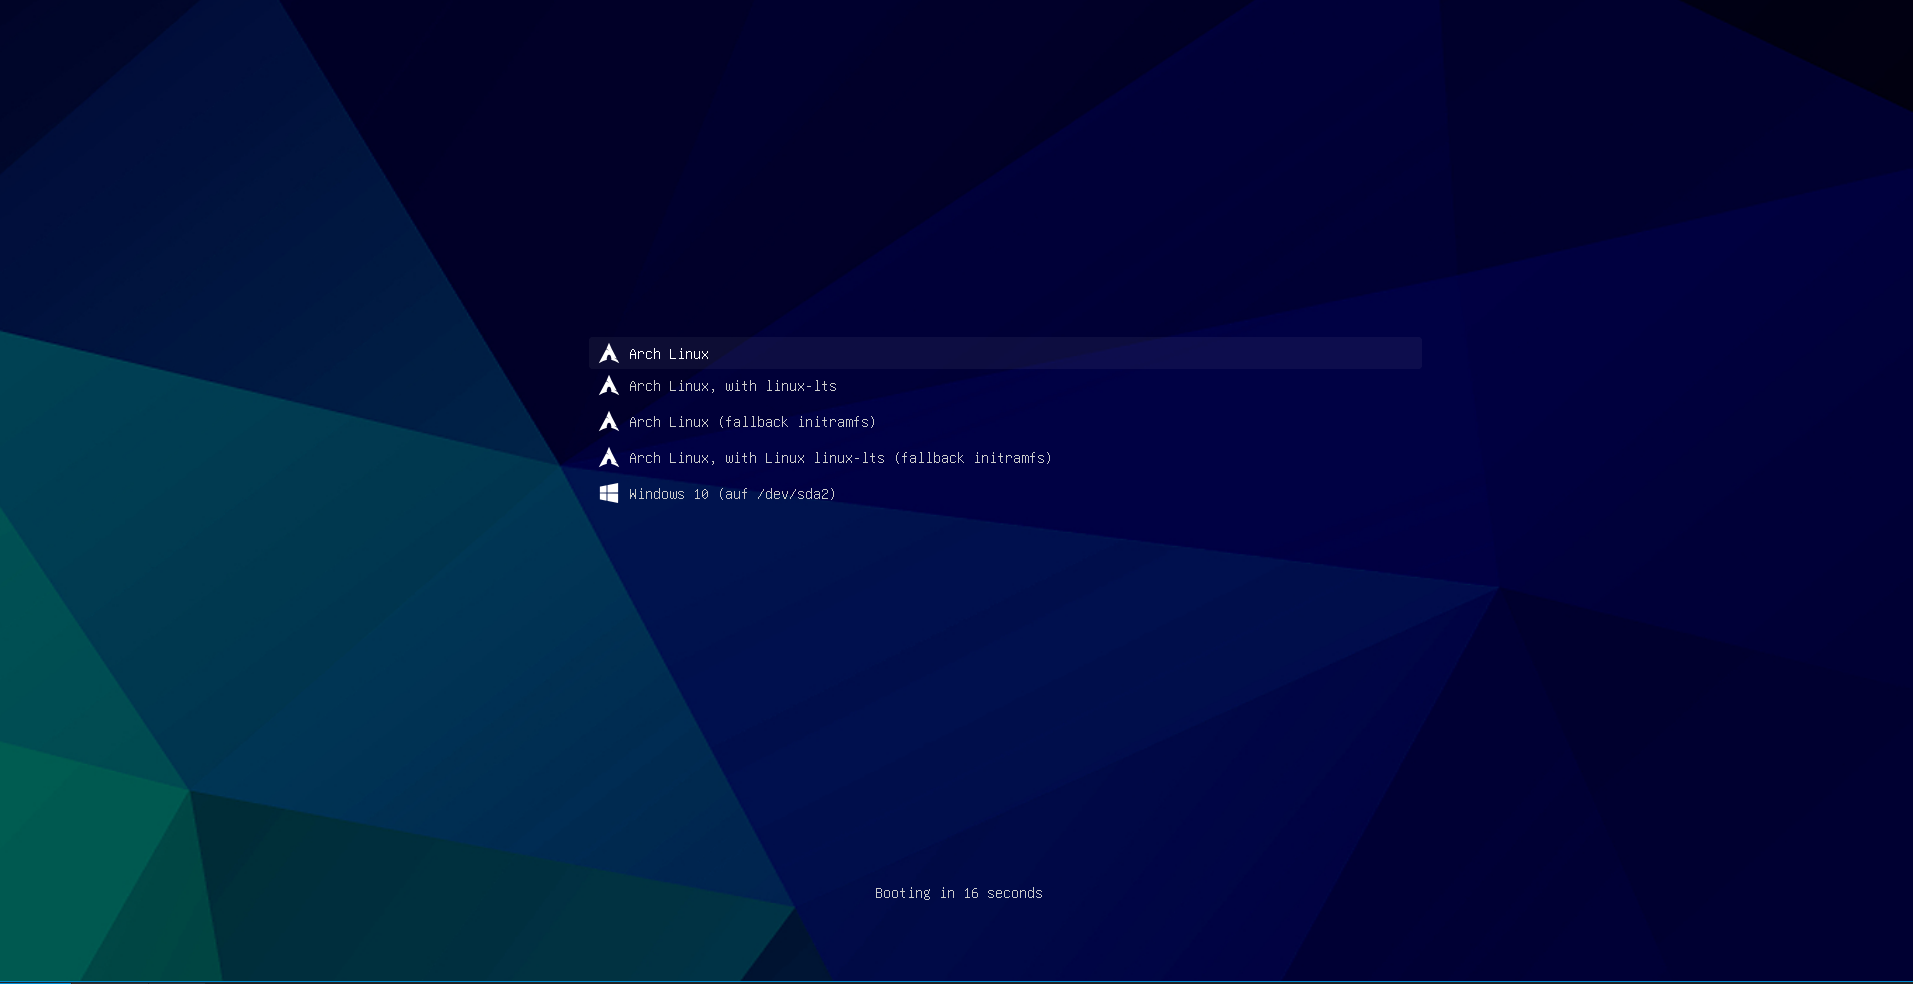 Arch Linux
Arch Linux, with linux-lts
Arch Linux (fallback initramfs)
Arch Linux, with Linux linux-lts (fallback initramfs)
Windows 10 (auf /dev/sda2)
Booting in 16 seconds